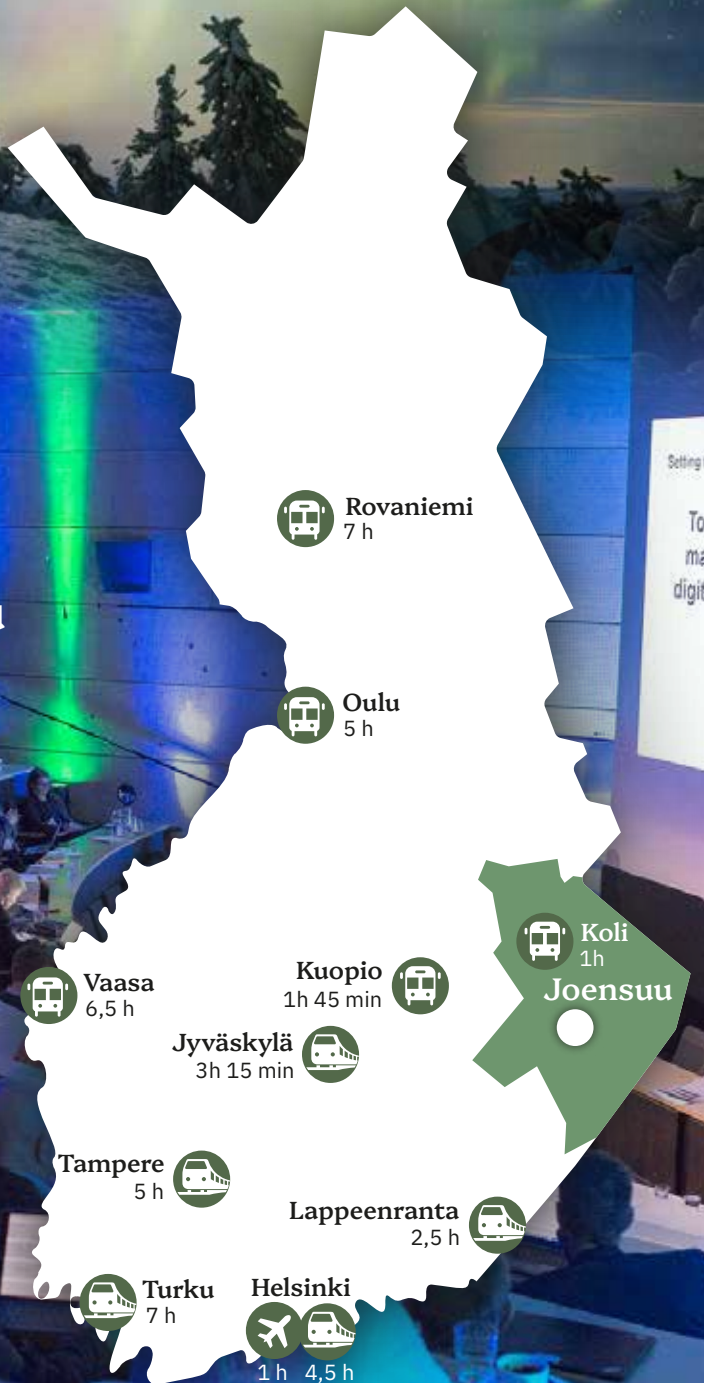 Setting
Rovaniemi
7 h
Oulu
5 h
Koli
1h
Joensuu
Kuopio
1h 45 min
Vaasa
6,5 h
Jyväskylä
3h 15 min
Tampere
5 h
Lappeenranta
2,5 h
Turku
7 h
Helsinki
1 h 4,5 h